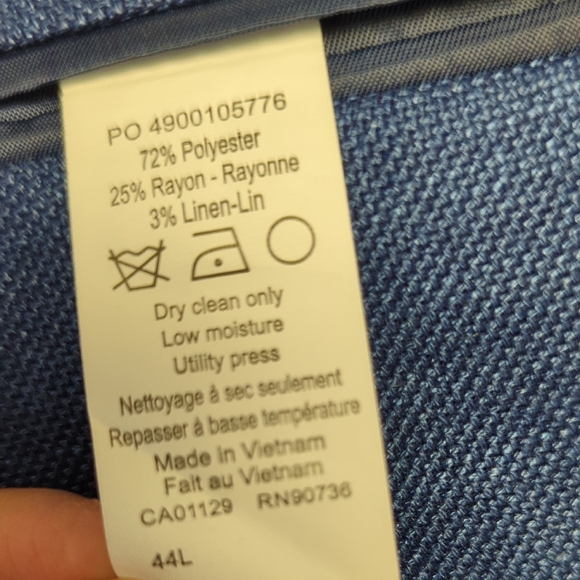 PO 4900105776
72% Polyester
25% Rayon - Rayonne
3% Linen-Lin
Dry clean only
Low moisture
Utility press
Nettoyage à sec seulement
Repasser à basse température
Made in Vietnam
Fait au Vietnam
CA01129 RN90736
44L